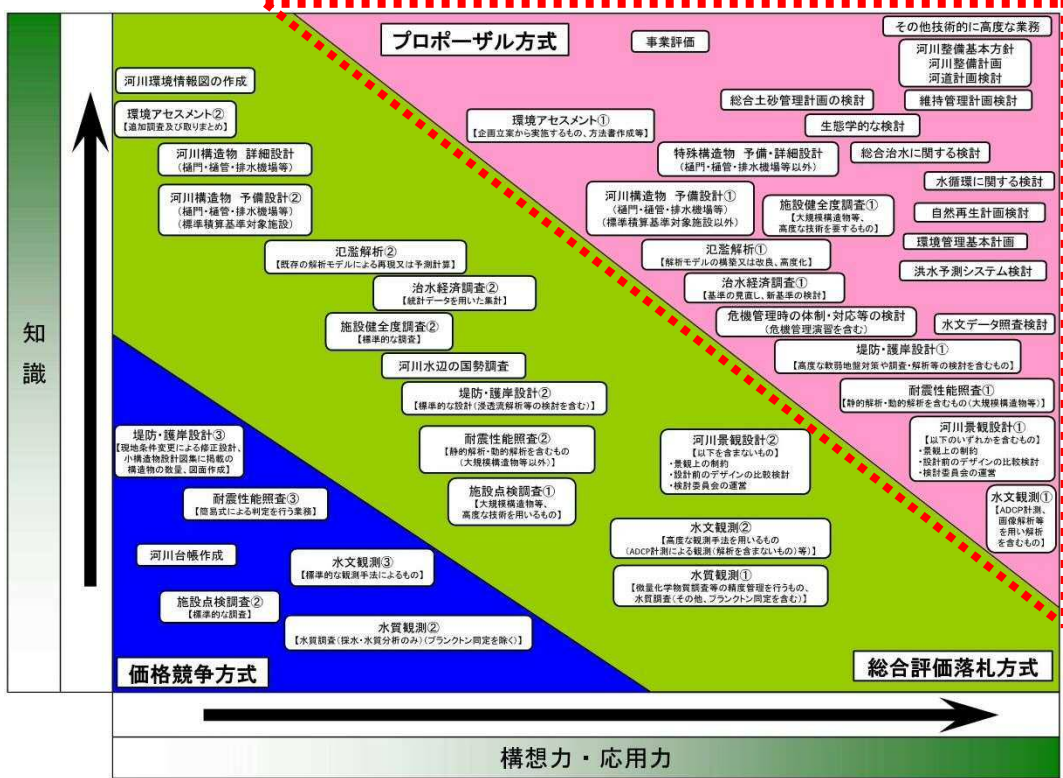 プロポーザル方式
事業評価
その他技術的に高度な業務
河川整備基本方針
河川整備計画
河道計画検討
河川環境情報図の作成
総合土砂管理計画の検討
維持管理計画検討
環境アセスメント②
【追加調査及び取りまとめ】
環境アセスメント①
【企画立案から実施するもの、方法書作成等】
生態学的な検討
河川構造物 詳細設計
(樋門・樋管・排水機場等)
特殊構造物 予備・詳細設計
(樋門・樋管・排水機場等以外)
総合治水に関する検討
水循環に関する検討
河川構造物 予備設計②
(樋門・樋管・排水機場等)
(標準積算基準対象施設)
河川構造物 予備設計①
(樋門・樋管・排水機場等)
(標準積算基準対象施設以外)
施設健全度調査①
【大規模構造物等、
高度な技術を要するもの】
自然再生計画検討
氾濫解析②
【既存の解析モデルによる再現又は予測計算】
氾濫解析①
【解析モデルの構築又は改良、高度化】
環境管理基本計画
洪水予測システム検討
治水経済調査②
【統計データを用いた集計】
治水経済調査①
【基準の見直し、新基準の検討】
知識
施設健全度調査②
【標準的な調査】
危機管理時の体制・対応等の検討
(危機管理演習を含む)
水文データ照査検討
河川水辺の国勢調査
堤防・護岸設計①
【高度な軟弱地盤対策や調査・解析等の検討を含むもの】
堤防・護岸設計②
【標準的な設計(浸透流解析等の検討を含む)】
耐震性能照査①
【静的解析・動的解析を含むもの(大規模構造物等)】
堤防・護岸設計③
【現地条件変更による修正設計、
小構造物設計図集に掲載の
構造物の数量、図面作成】
耐震性能照査②
【静的解析・動的解析を含むもの
(大規模構造物等以外)】
河川景観設計②
【以下を含まないもの】
・景観上の制約
・設計前のデザインの比較検討
・検討委員会の運営
河川景観設計①
【以下のいずれかを含むもの】
・景観上の制約
・設計前のデザインの比較検討
・検討委員会の運営
耐震性能照査③
【簡易式による判定を行う業務】
施設点検調査①
【大規模構造物等、
高度な技術を用いるもの】
水文観測①
【ADCP計測、
画像解析等
を用い解析
を含むもの】
水文観測②
【高度な観測手法を用いるもの
(ADCP計測による観測(解析を含まないもの)等)】
河川台帳作成
水文観測③
【標準的な観測手法によるもの】
水質観測①
【微量化学物質調査等の精度管理を行うもの、
水質調査(その他、プランクトン同定を含む)】
施設点検調査②
【標準的な調査】
水質観測②
【水質調査(採水・水質分析のみ)(プランクトン同定を除く)】
価格競争方式
総合評価落札方式
構想力・応用力